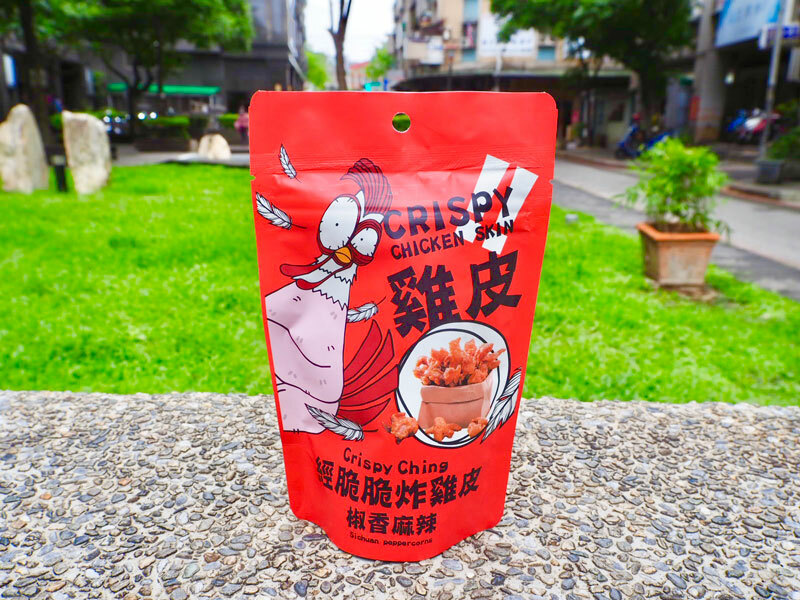 CRISPY
CHICKEN SKIN
雞皮
Crispy Ching
經脆脆炸雞皮
椒香麻辣
Sichuan peppercorns